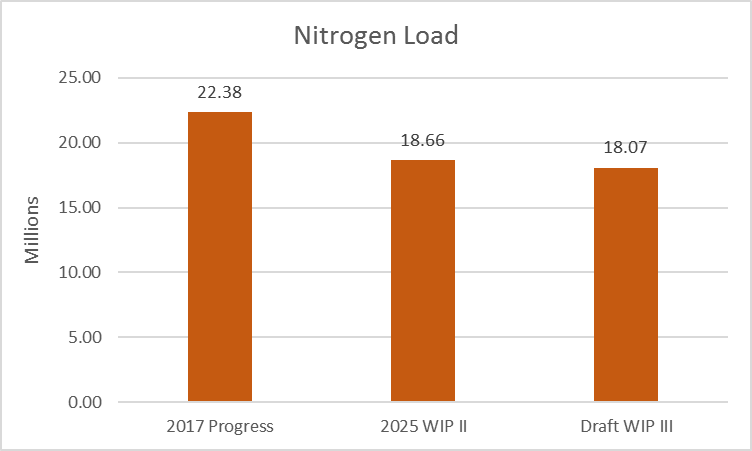 Nitrogen Load
Millions
25.00
20.00
15.00
10.00
5.00
0.00
22.38
18.66
18.07
2017 Progress
2025 WIP II
Draft WIP III